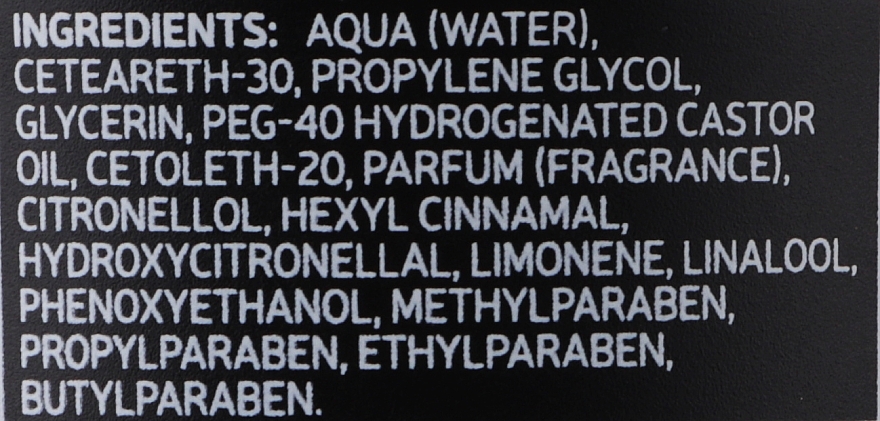 INGREDIENTS: AQUA (WATER),
CETEARETH-30, PROPYLENE GLYCOL,
GLYCERIN, PEG-40 HYDROGENATED CASTOR
OIL, CETOLETH-20, PARFUM (FRAGRANCE),
CITRONELLOL, HEXYL CINNAMAL,
HYDROXYCITRONELLAL, LIMONENE, LINALOOL,
PHENOXYETHANOL, METHYLPARABEN,
PROPYLPARABEN, ETHYLPARABEN,
BUTYLPARABEN.